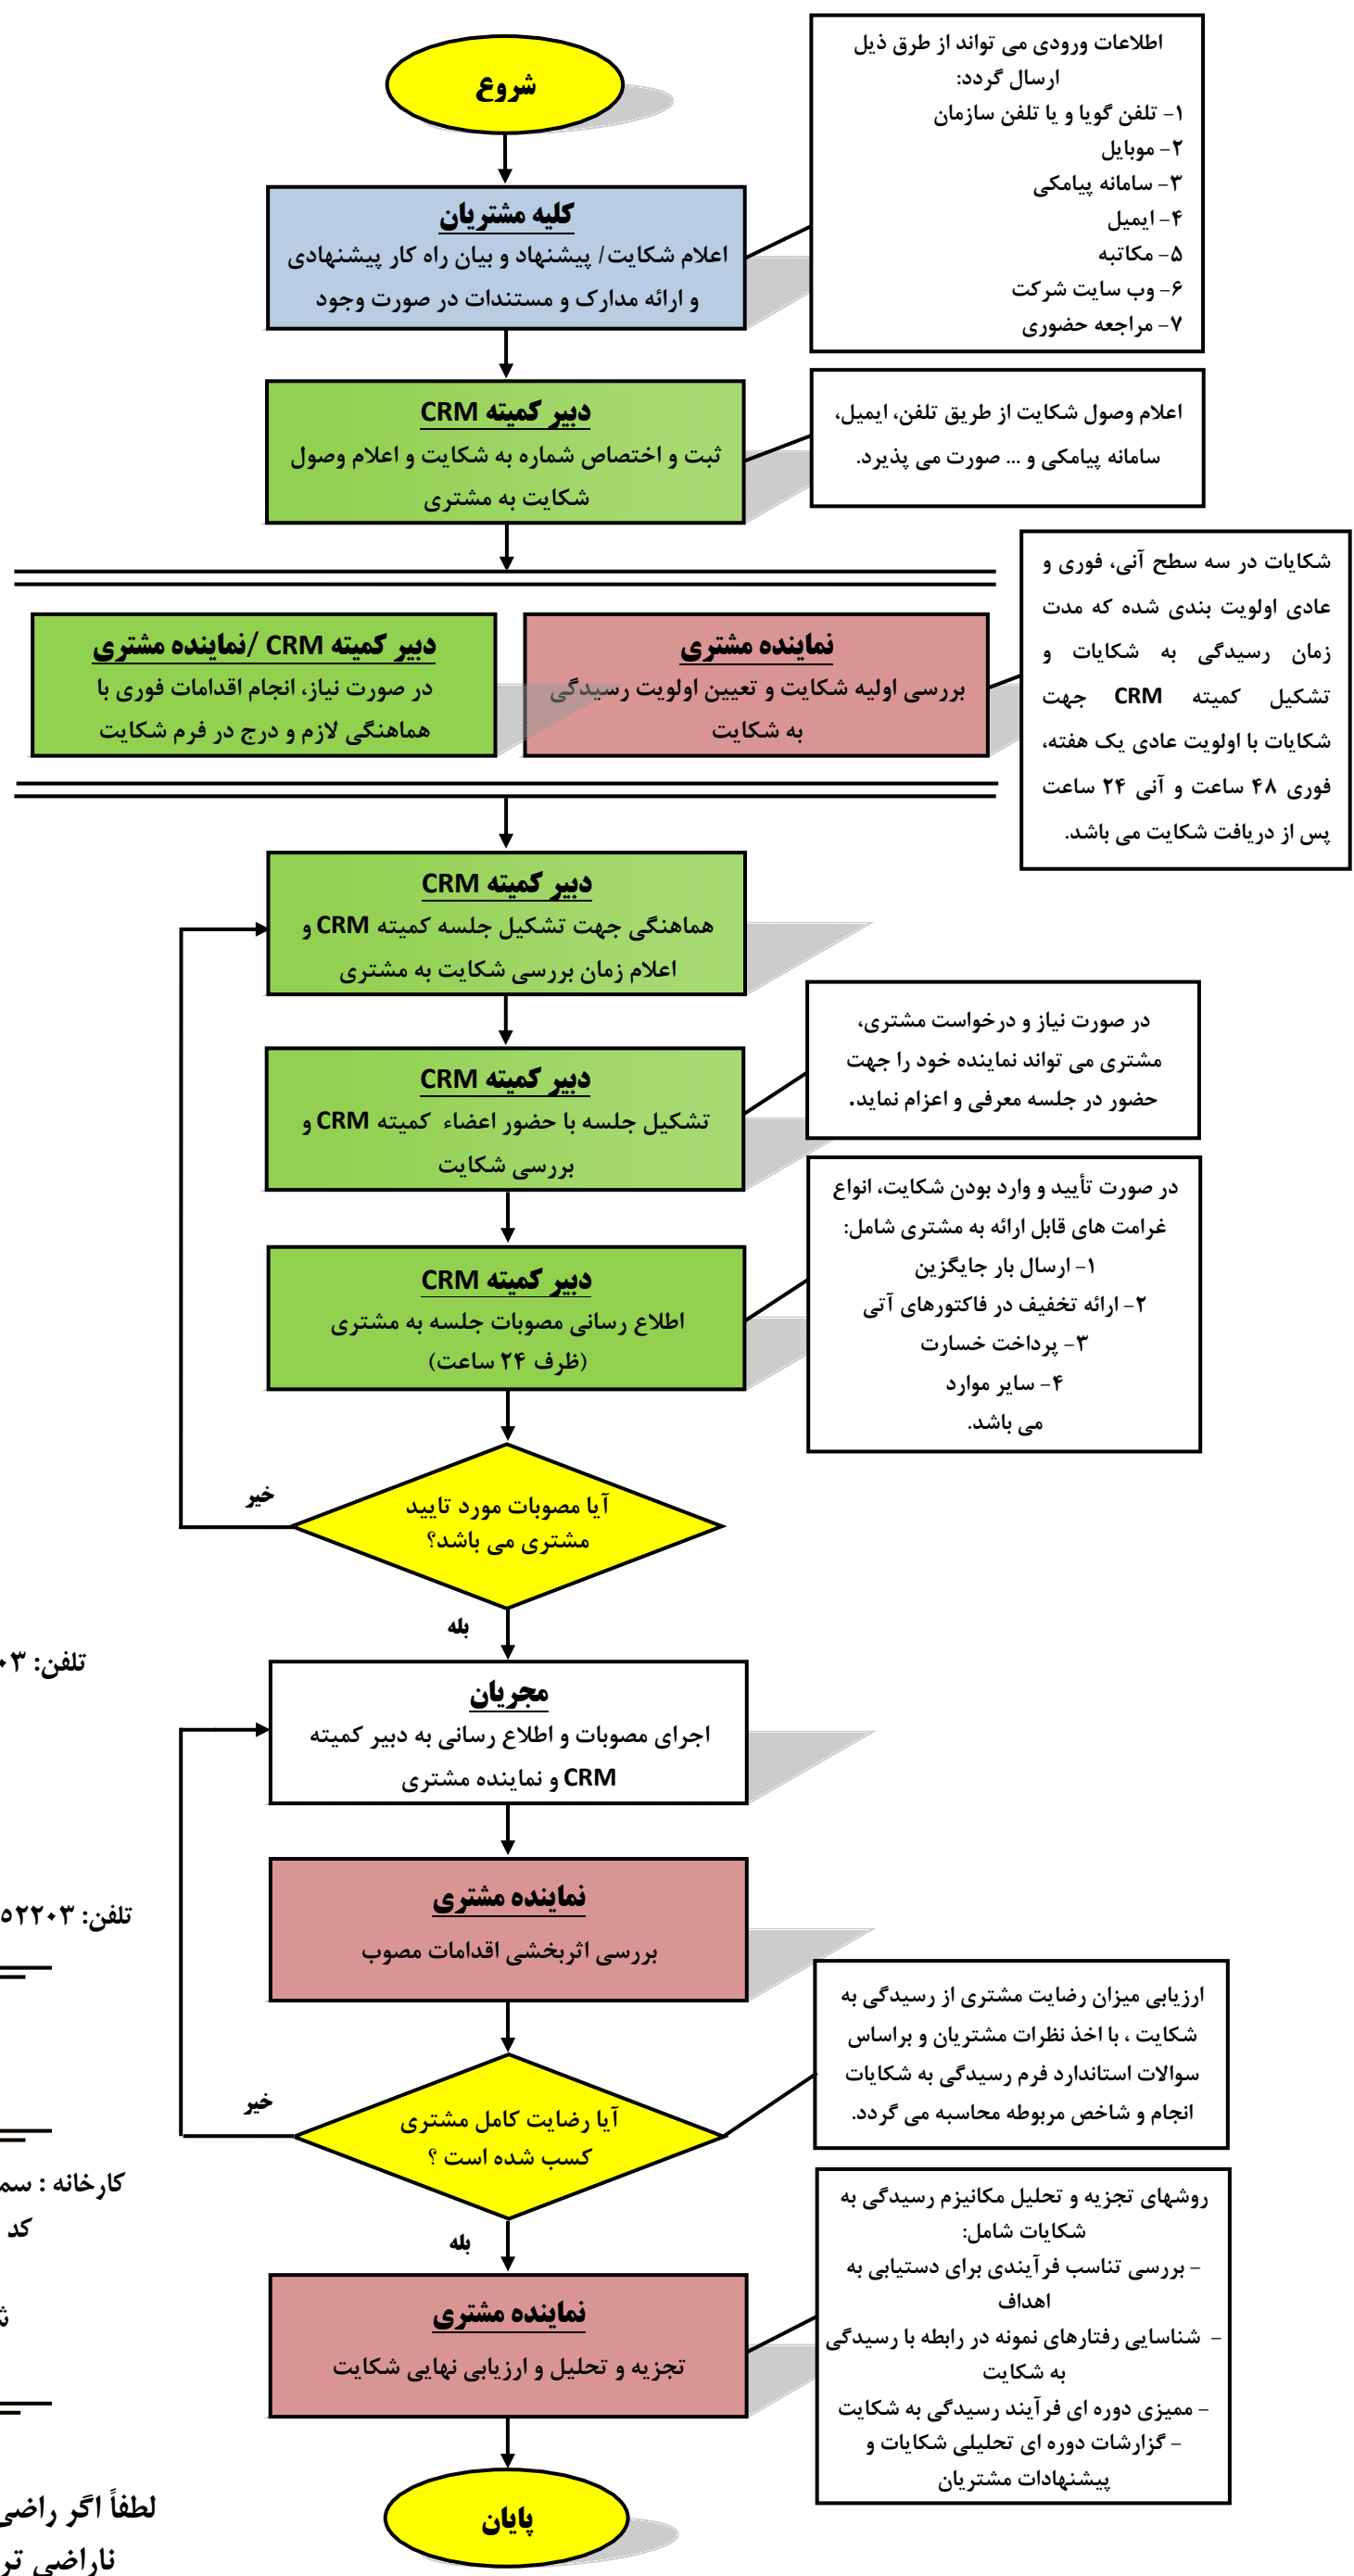 شروع
اطلاعات ورودی می تواند از طرق ذیل
ارسال گردد:
۱- تلفن گویا و یا تلفن سازمان
۲- موبایل
۳- سامانه پیامکی
۴- ایمیل
۵- مکاتبه
۶- وب سایت شرکت
۷- مراجعه حضوری
کلیه مشتریان
اعلام شکایت/ پیشنهاد و بیان راه کار پیشنهادی
و ارائه مدارک و مستندات در صورت وجود
دبیر کمیته CRM
ثبت و اختصاص شماره به شکایت و اعلام وصول
شکایت به مشتری
اعلام وصول شکایت از طریق تلفن، ایمیل،
سامانه پیامکی و ... صورت می پذیرد.
شکایات در سه سطح آنی، فوری و
عادی اولویت بندی شده که مدت
زمان رسیدگی به شکایات و
تشکیل کمیته CRM جهت
شکایات با اولویت عادی یک هفته،
فوری ۴۸ ساعت و آنی ۲۴ ساعت
پس از دریافت شکایت می باشد.
نماینده مشتری
بررسی اولیه شکایت و تعیین اولویت رسیدگی
به شکایت
دبیر کمیته CRM /نماینده مشتری
در صورت نیاز، انجام اقدامات فوری با
هماهنگی لازم و درج در فرم شکایت
دبیر کمیته CRM
هماهنگی جهت تشکیل جلسه کمیته CRM و
اعلام زمان بررسی شکایت به مشتری
دبیر کمیته CRM
تشکیل جلسه با حضور اعضاء کمیته CRM و
بررسی شکایت
در صورت نیاز و درخواست مشتری،
مشتری می تواند نماینده خود را جهت
حضور در جلسه معرفی و اعزام نماید.
دبیر کمیته CRM
اطلاع رسانی مصوبات جلسه به مشتری
(ظرف ۲۴ ساعت)
در صورت تأیید و وارد بودن شکایت، انواع
غرامت های قابل ارائه به مشتری شامل:
۱- ارسال بار جایگزین
۲- ارائه تخفیف در فاکتورهای آتی
۳- پرداخت خسارت
۴- سایر موارد
می باشد.
آیا مصوبات مورد تایید
مشتری می باشد؟
خیر
بله
مجریان
اجرای مصوبات و اطلاع رسانی به دبیر کمیته
CRM و نماینده مشتری
نماینده مشتری
بررسی اثربخشی اقدامات مصوب
آیا رضایت کامل مشتری
کسب شده است ؟
خیر
بله
ارزیابی میزان رضایت مشتری از رسیدگی به
شکایت ، با اخذ نظرات مشتریان و براساس
سوالات استاندارد فرم رسیدگی به شکایات
انجام و شاخص مربوطه محاسبه می گردد.
نماینده مشتری
تجزیه و تحلیل و ارزیابی نهایی شکایت
روشهای تجزیه و تحلیل مکانیزم رسیدگی به
شکایات شامل:
- بررسی تناسب فرآیندی برای دستیابی به
اهداف
- شناسایی رفتارهای نمونه در رابطه با رسیدگی
به شکایت
- ممیزی دوره ای فرآیند رسیدگی به شکایت
- گزارشات دوره ای تحلیلی شکایات و
پیشنهادات مشتریان
پایان
تلفن: ۰۳
تلفن: ۵۲۲۰۳
کارخانه : سم
کد
لطفاً اگر راضی
ناراضی تر